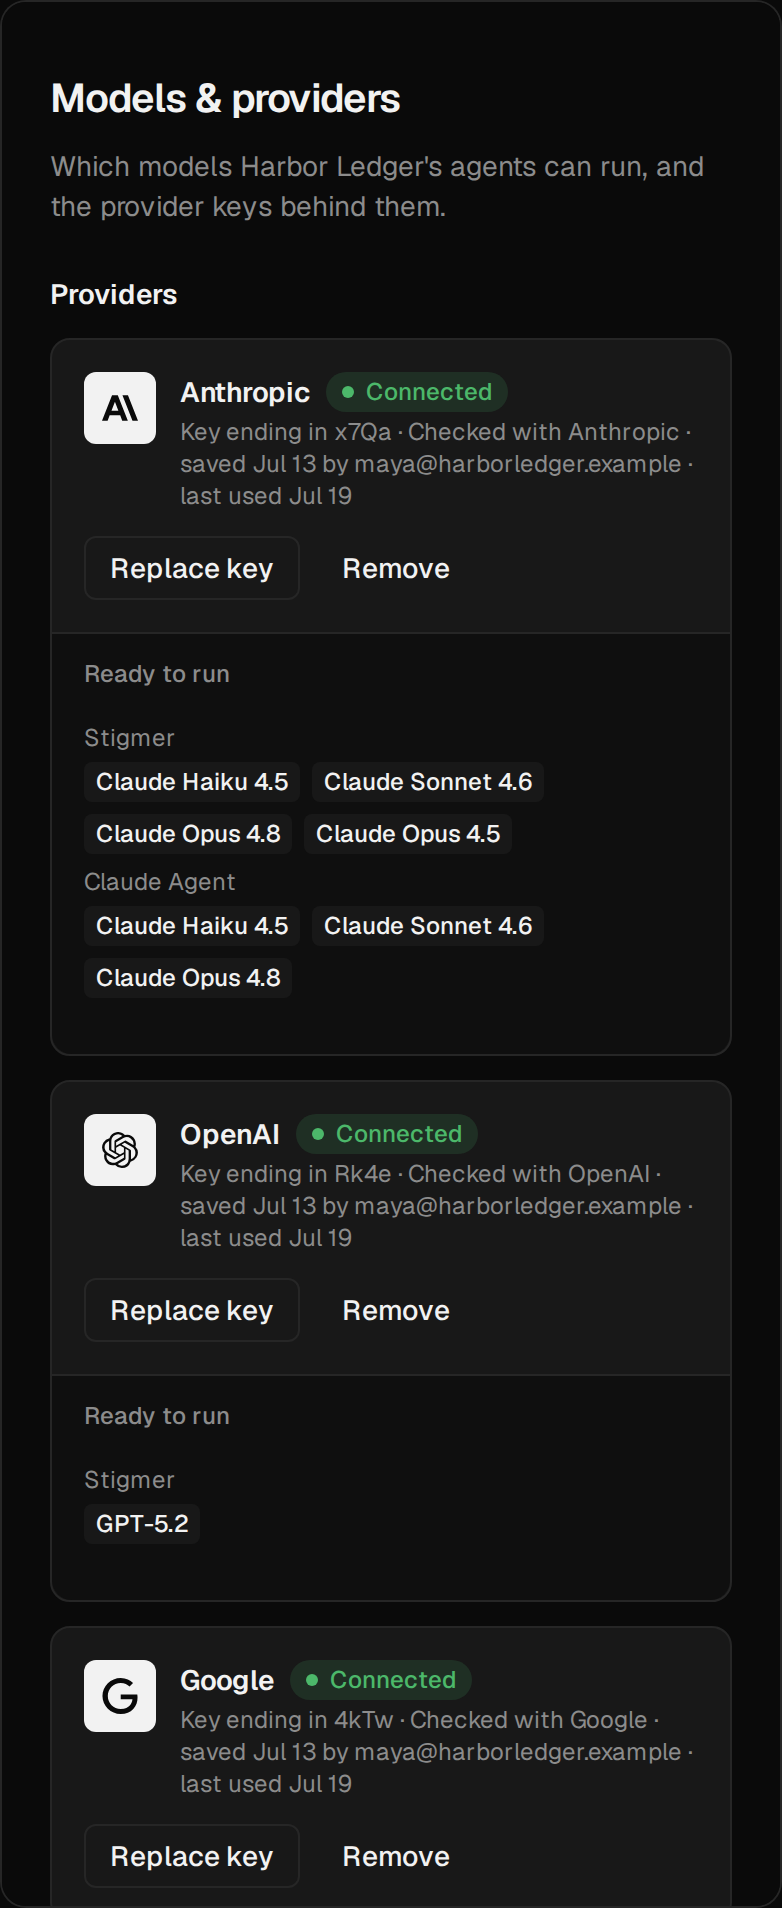 Models & providers
Which models Harbor Ledger's agents can run, and
the provider keys behind them.
Providers
Anthropic
Connected
Key ending in x7Qa · Checked with Anthropic ·
saved Jul 13 by maya@harborledger.example ·
last used Jul 19
Replace key
Remove
Ready to run
Stigmer
Claude Haiku 4.5
Claude Sonnet 4.6
Claude Opus 4.8
Claude Opus 4.5
Claude Agent
Claude Haiku 4.5
Claude Sonnet 4.6
Claude Opus 4.8
OpenAI
Connected
Key ending in Rk4e · Checked with OpenAI ·
saved Jul 13 by maya@harborledger.example ·
last used Jul 19
Replace key
Remove
Ready to run
Stigmer
GPT-5.2
Google
Connected
Key ending in 4kTw · Checked with Google ·
saved Jul 13 by maya@harborledger.example ·
last used Jul 19
Replace key
Remove